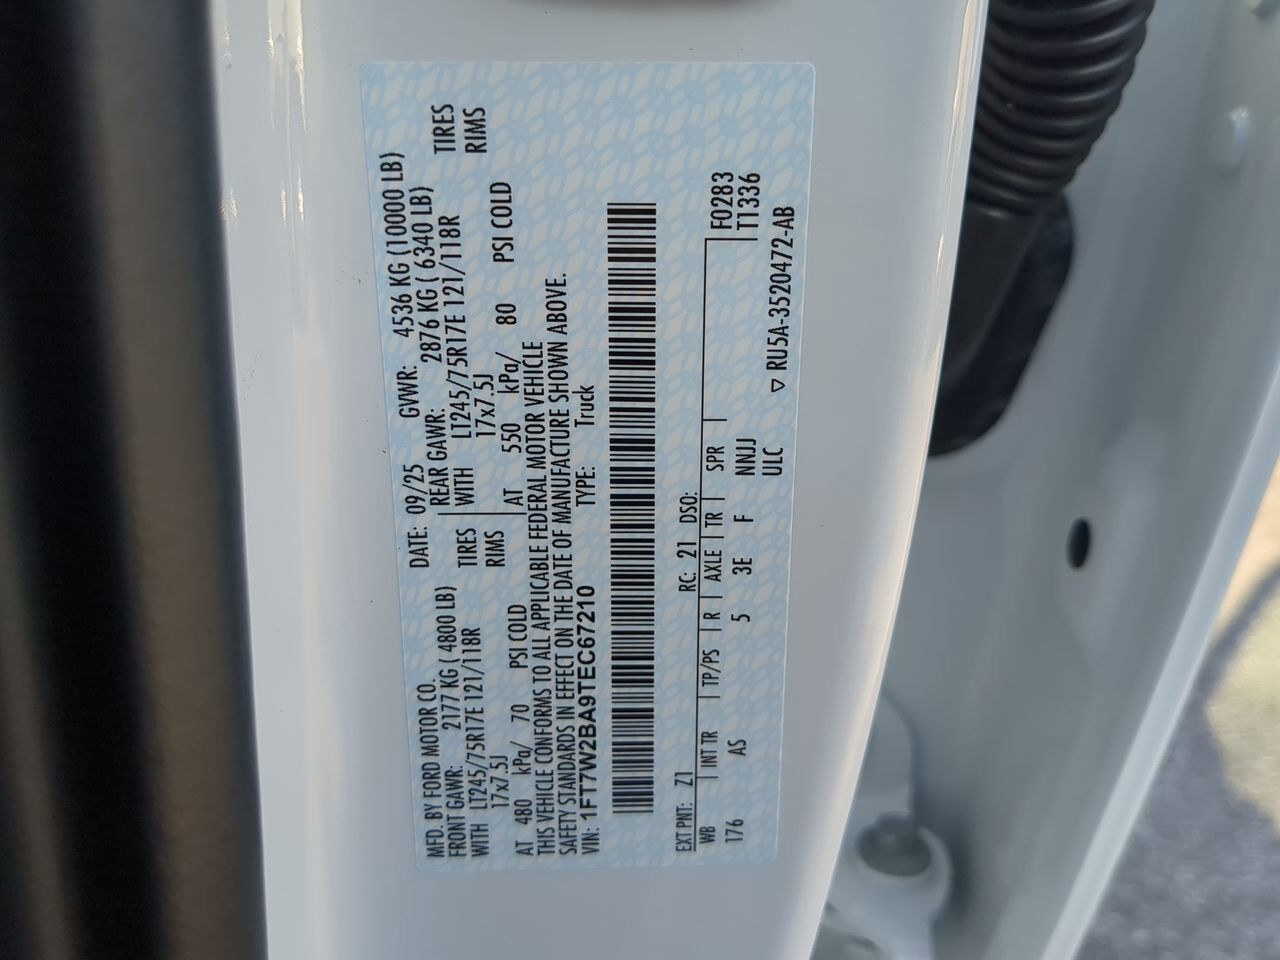 MFD. BY FORD MOTOR CO. DATE: 09/25 GVWR: 4536 KG (10000 LB)
FRONT GAWR: 2177 KG ( 4800 LB) REAR GAWR: 2876 KG ( 6340 LB)
WITH LT245/75R17E 121/118R TIRES WITH LT245/75R17E 121/118R TIRES
17x7.5J RIMS 17x7.5J RIMS
AT 480 kPa/ 70 PSI COLD AT 550 kPa/ 80 PSI COLD
THIS VEHICLE CONFORMS TO ALL APPLICABLE FEDERAL MOTOR VEHICLE
SAFETY STANDARDS IN EFFECT ON THE DATE OF MANUFACTURE SHOWN ABOVE.
VIN: 1FT7W2BA9TEC67210 TYPE: Truck
EXT PNT: Z1 RC: 21 DSO:
WB INT TR TP/PS R AXLE TR SPR F0283
176 AS 5 3E F NNJJ T1336
ULC
▽ RU5A-3520472-AB